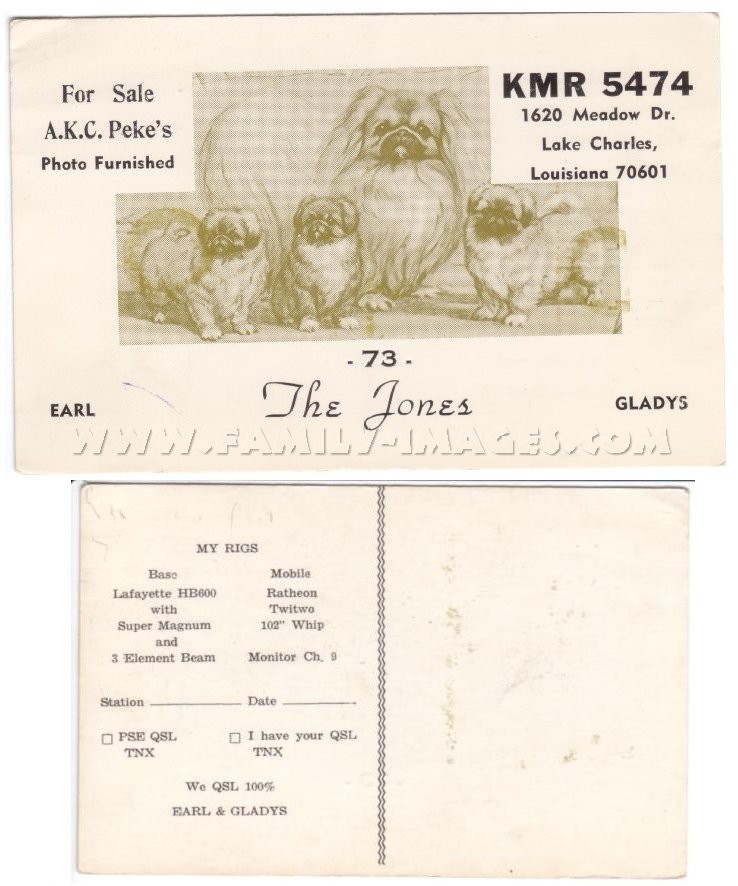 For Sale
A.K.C. Peke's
Photo Furnished
KMR 5474
1620 Meadow Dr.
Lake Charles,
Louisiana 70601
- 73 -
The Jones
EARL
GLADYS
WWW.FAMILY-IMAGES.COM
MY RIGS
Base
Lafayette HB600
with
Super Magnum
and
3 Element Beam
Mobile
Ratheon
Twitwo
102" Whip
Monitor Ch. 9
Station
Date
PSE QSL
TNX
I have your QSL
TNX
We QSL 100%
EARL & GLADYS